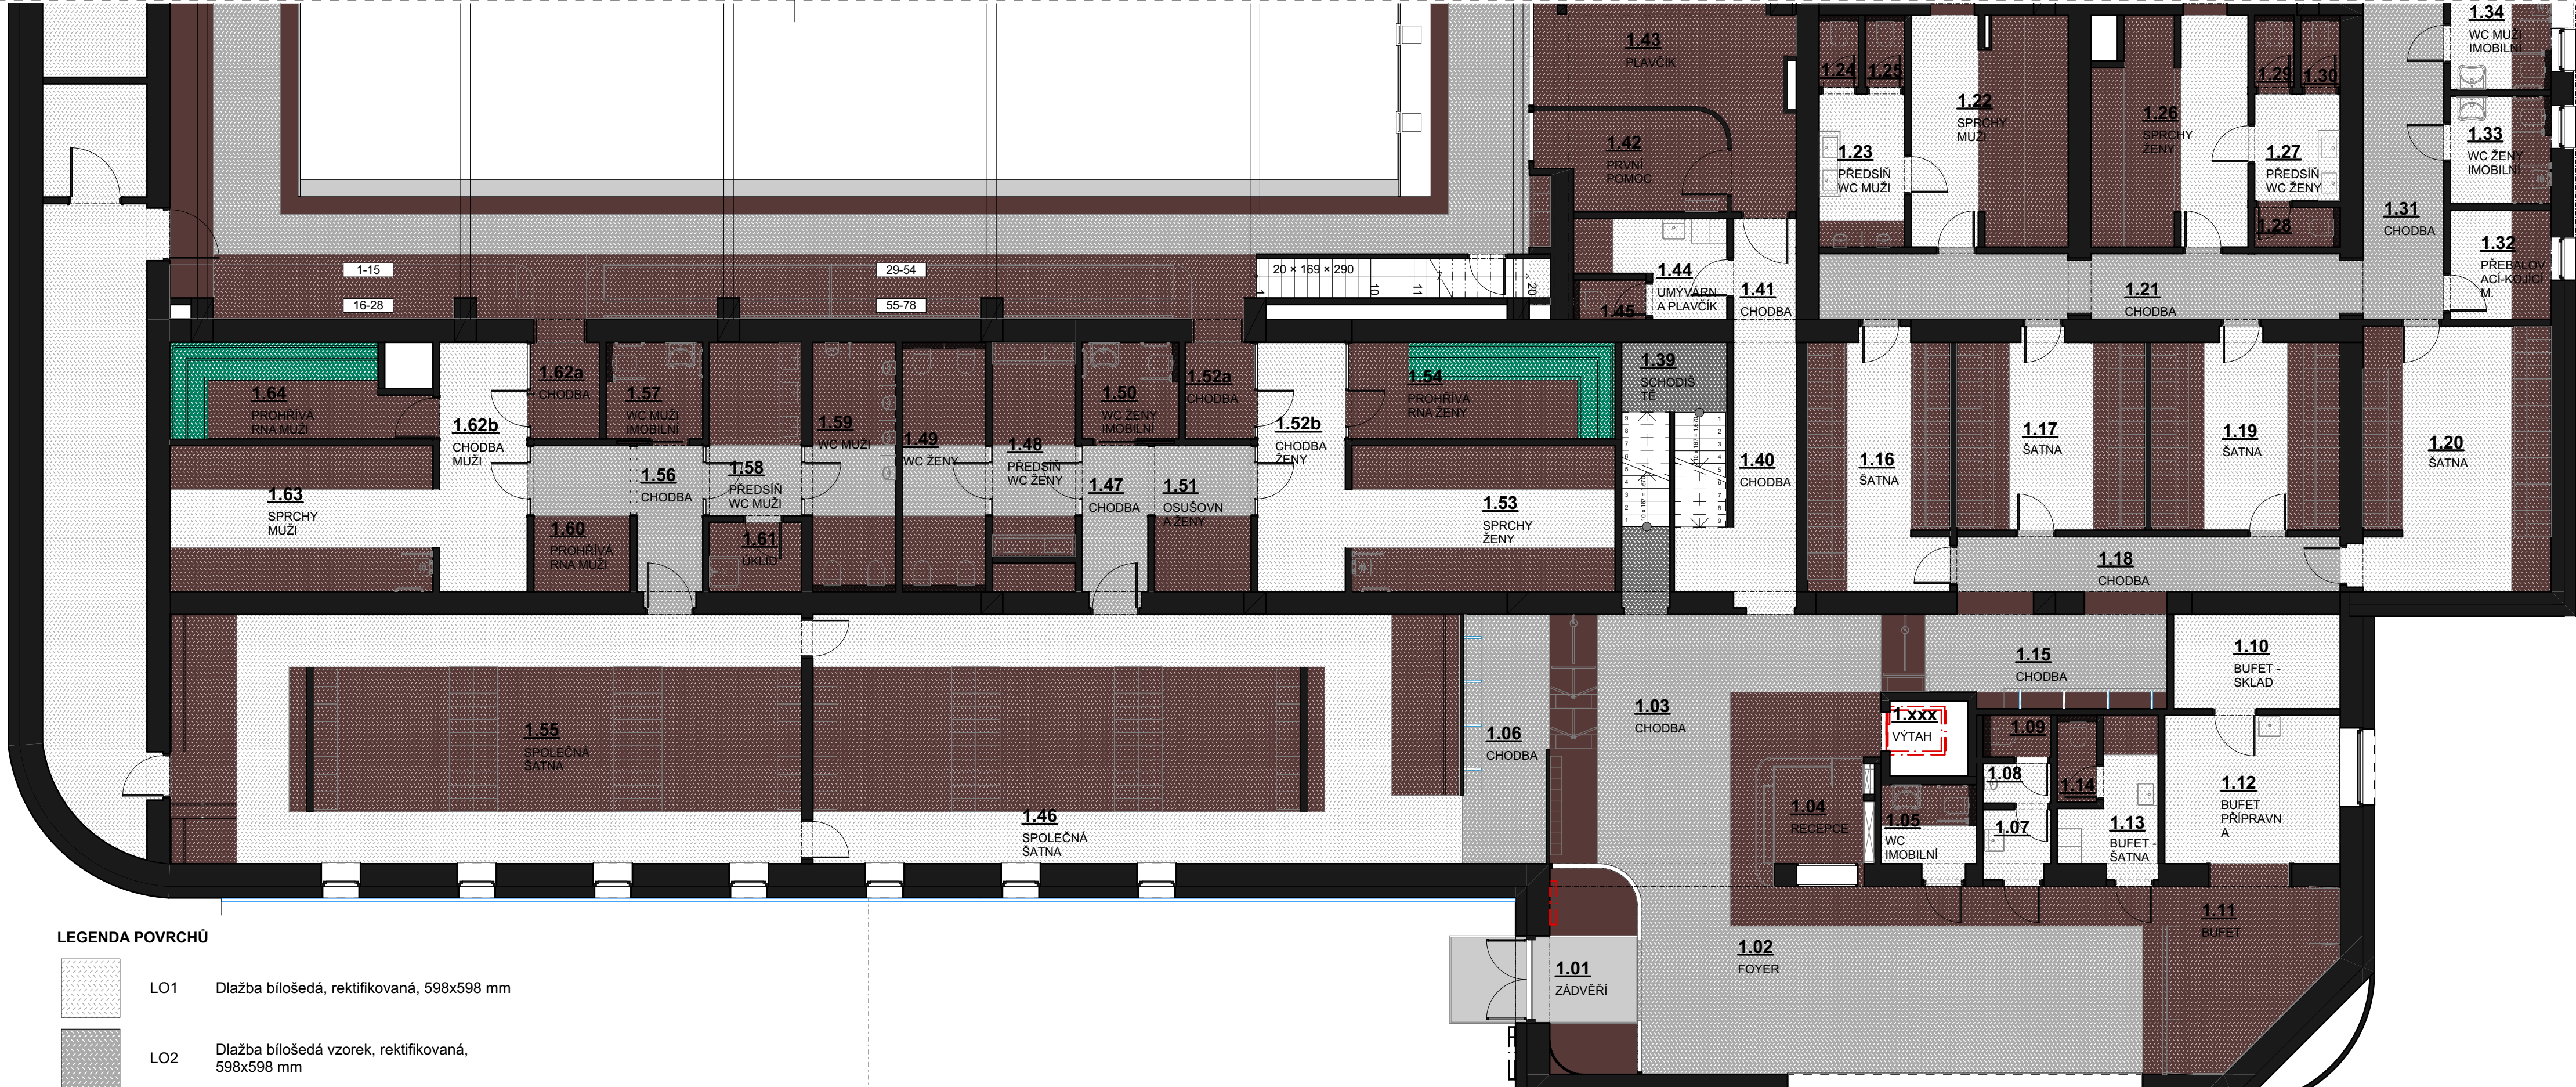 1.34
WC MUŽI
IMOBILNÍ
1.43
PLAVČÍK
1.24
1.25
1.22
SPRCHY
MUŽI
1.26
SPRCHY
ŽENY
1.29
1.30
1.42
PRVNÍ
POMOC
1.23
PŘEDSÍŇ
WC MUŽI
1.27
PŘEDSÍŇ
WC ŽENY
1.33
WC ŽENY
IMOBILNÍ
1.28
1.31
CHODBA
1.32
PŘEBALOV
ACÍ-KOJÍCÍ
M.
1-15
16-28
29-54
55-78
20 × 169 × 290
1
10
11
20
1.44
UMÝVÁRN
A PLAVČÍK
1.45
1.41
CHODBA
1.21
CHODBA
1.64
PROHŘÍVÁ
RNA MUŽI
1.62b
CHODBA
MUŽI
1.62a
CHODBA
1.57
WC MUŽI
IMOBILNÍ
1.59
WC MUŽI
1.49
WC ŽENY
1.48
PŘEDSÍŇ
WC ŽENY
1.50
WC ŽENY
IMOBILNÍ
1.52a
CHODBA
1.52b
CHODBA
ŽENY
1.54
PROHŘÍVÁ
RNA ŽENY
1.39
SCHODIŠ
TĚ
1.40
CHODBA
1.16
ŠATNA
1.17
ŠATNA
1.19
ŠATNA
1.20
ŠATNA
1.63
SPRCHY
MUŽI
1.56
CHODBA
1.58
PŘEDSÍŇ
WC MUŽI
1.60
PROHŘÍVÁ
RNA MUŽI
1.61
ÚKLID
1.47
CHODBA
1.51
OSUŠOVN
A ŽENY
1.53
SPRCHY
ŽENY
1.18
CHODBA
1.10
BUFET -
SKLAD
1.15
CHODBA
1.55
SPOLEČNÁ
ŠATNA
1.46
SPOLEČNÁ
ŠATNA
1.06
CHODBA
1.03
CHODBA
1.xxx
VÝTAH
1.09
1.08
1.07
1.14
1.04
RECEPCE
1.05
WC
IMOBILNÍ
1.13
BUFET -
ŠATNA
1.12
BUFET
PŘÍPRAVN
A
1.11
BUFET
1.02
FOYER
1.01
ZÁDVEŘÍ
LEGENDA POVRCHŮ
LO1 Dlažba bílošedá, rektifikovaná, 598x598 mm
LO2 Dlažba bílošedá vzorek, rektifikovaná,
598x598 mm